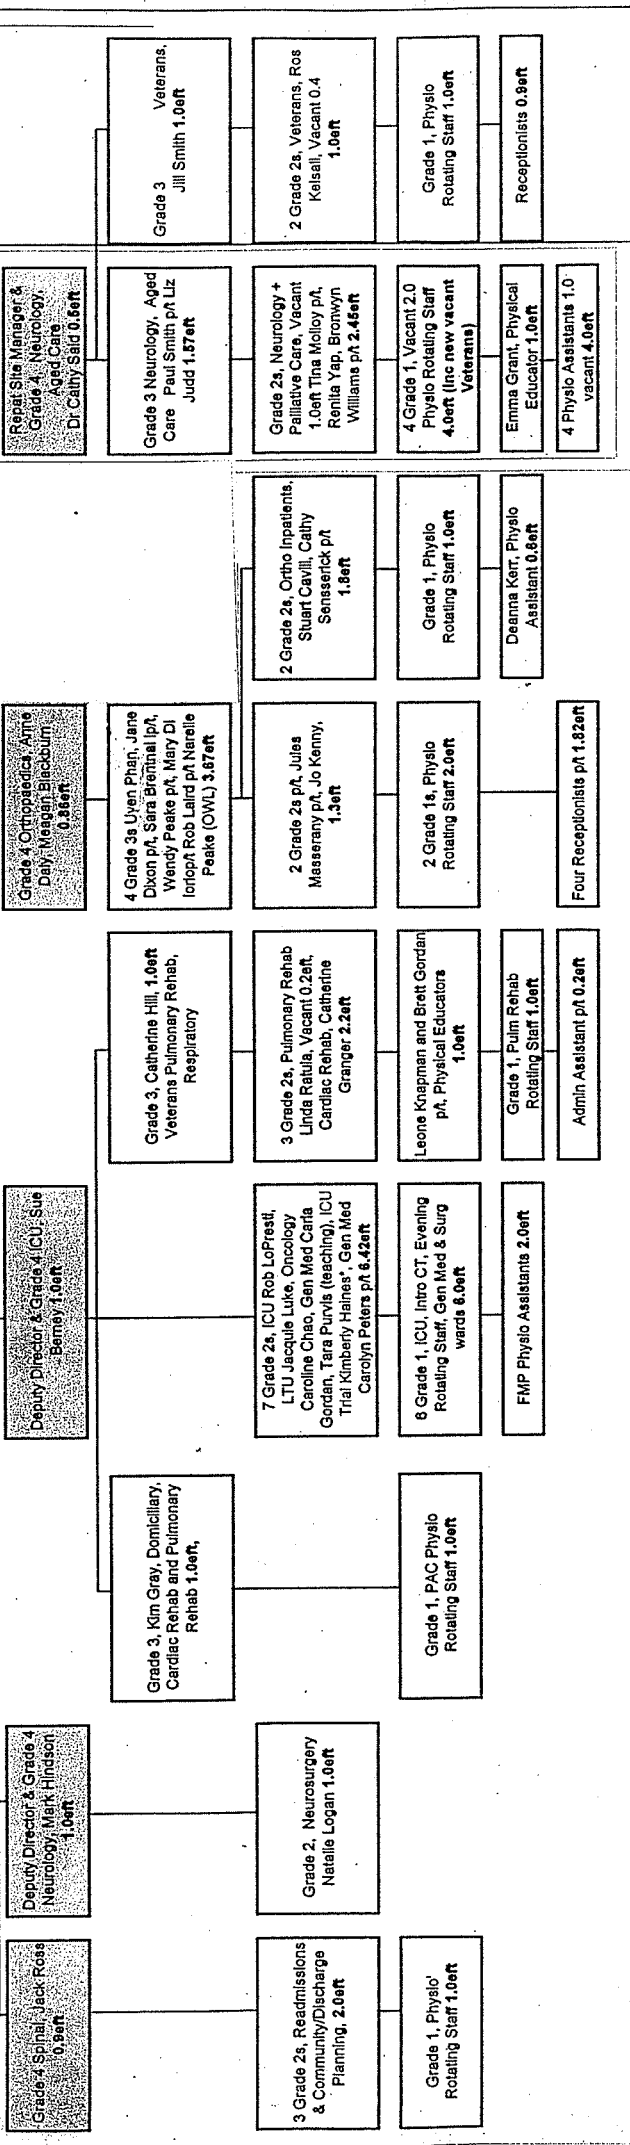 Grade 4 Spinal, Jack Ross
0.9eft
3 Grade 2s, Readmissions
& Community/Discharge
Planning, 2.0eft
Grade 1, Physio'
Rotating Staff 1.0eft
Deputy Director & Grade 4
Neurology, Mark Hindson
1.0eft
Grade 2, Neurosurgery
Natalie Logan 1.0eft
Deputy Director & Grade 4 ICU, Sue
Berney 1.0eft
Grade 3, Kim Gray, Domiciliary,
Cardiac Rehab and Pulmonary
Rehab 1.0eft,
Grade 1, PAC Physio
Rotating Staff 1.0eft
7 Grade 2s, ICU Rob LoPresti,
LTU Jacquie Luke, Oncology
Caroline Chao, Gen Med Carla
Gordan, Tara Purvis (teaching), ICU
Trial Kimberly Haines*, Gen Med
Carolyn Peters p/t 6.42eft
6 Grade 1, ICU, Intro CT, Evening
Rotating Staff, Gen Med & Surg
wards 6.0eft
FMP Physio Assistants 2.0eft
Grade 3, Catherine Hill, 1.0eft
Veterans Pulmonary Rehab,
Respiratory
3 Grade 2s, Pulmonary Rehab
Linda Ratula, Vacant 0.2eft,
Cardiac Rehab, Catherine
Granger 2.2eft
Leone Knapman and Brett Gordan
p/t, Physical Educators
1.0eft
Grade 1, Pulm Rehab
Rotating Staff 1.0eft
Admin Assistant p/t 0.2eft
Grade 4 Orthopaedics, Anne
Daly, Meagan Blackburn
0.86eft
4 Grade 3s Uyen Phan, Jane
Dixon p/t, Sara Brenthal lp/t,
Wendy Peake p/t, Mary DI
Iorlop/t Rob Laird p/t Narelle
Peake (OWL) 3.67eft
2 Grade 2s p/t, Jules
Masserany p/t, Jo Kenny,
1.3eft
2 Grade 1s, Physio
Rotating Staff 2.0eft
Four Receptionists p/t 1.82eft
2 Grade 2s, Ortho Inpatients,
Stuart Cavill, Cathy
Sensserick p/t
1.8eft
Grade 1, Physio
Rotating Staff 1.0eft
Deanna Kerr, Physio
Assistant 0.8eft
Repat Site Manager &
Grade 4, Neurology,
Aged Care
Dr Cathy Said 0.5eft
Grade 3 Neurology, Aged
Care Paul Smith p/t Liz
Judd 1.57eft
Grade 2s, Neurology +
Palliative Care, Vacant
1.0eft Tina Molloy p/t,
Renita Yap, Bronwyn
Williams p/t 2.45eft
4 Grade 1, Vacant 2.0
Physio Rotating Staff
4.0eft (inc new vacant
Veterans)
Emma Grant, Physical
Educator 1.0eft
4 Physio Assistants 1.0
vacant 4.0eft
Grade 3 Veterans,
Jill Smith 1.0eft
2 Grade 2s, Veterans, Ros
Kelsall, Vacant 0.4
1.0eft
Grade 1, Physio
Rotating Staff 1.0eft
Receptionists 0.9eft